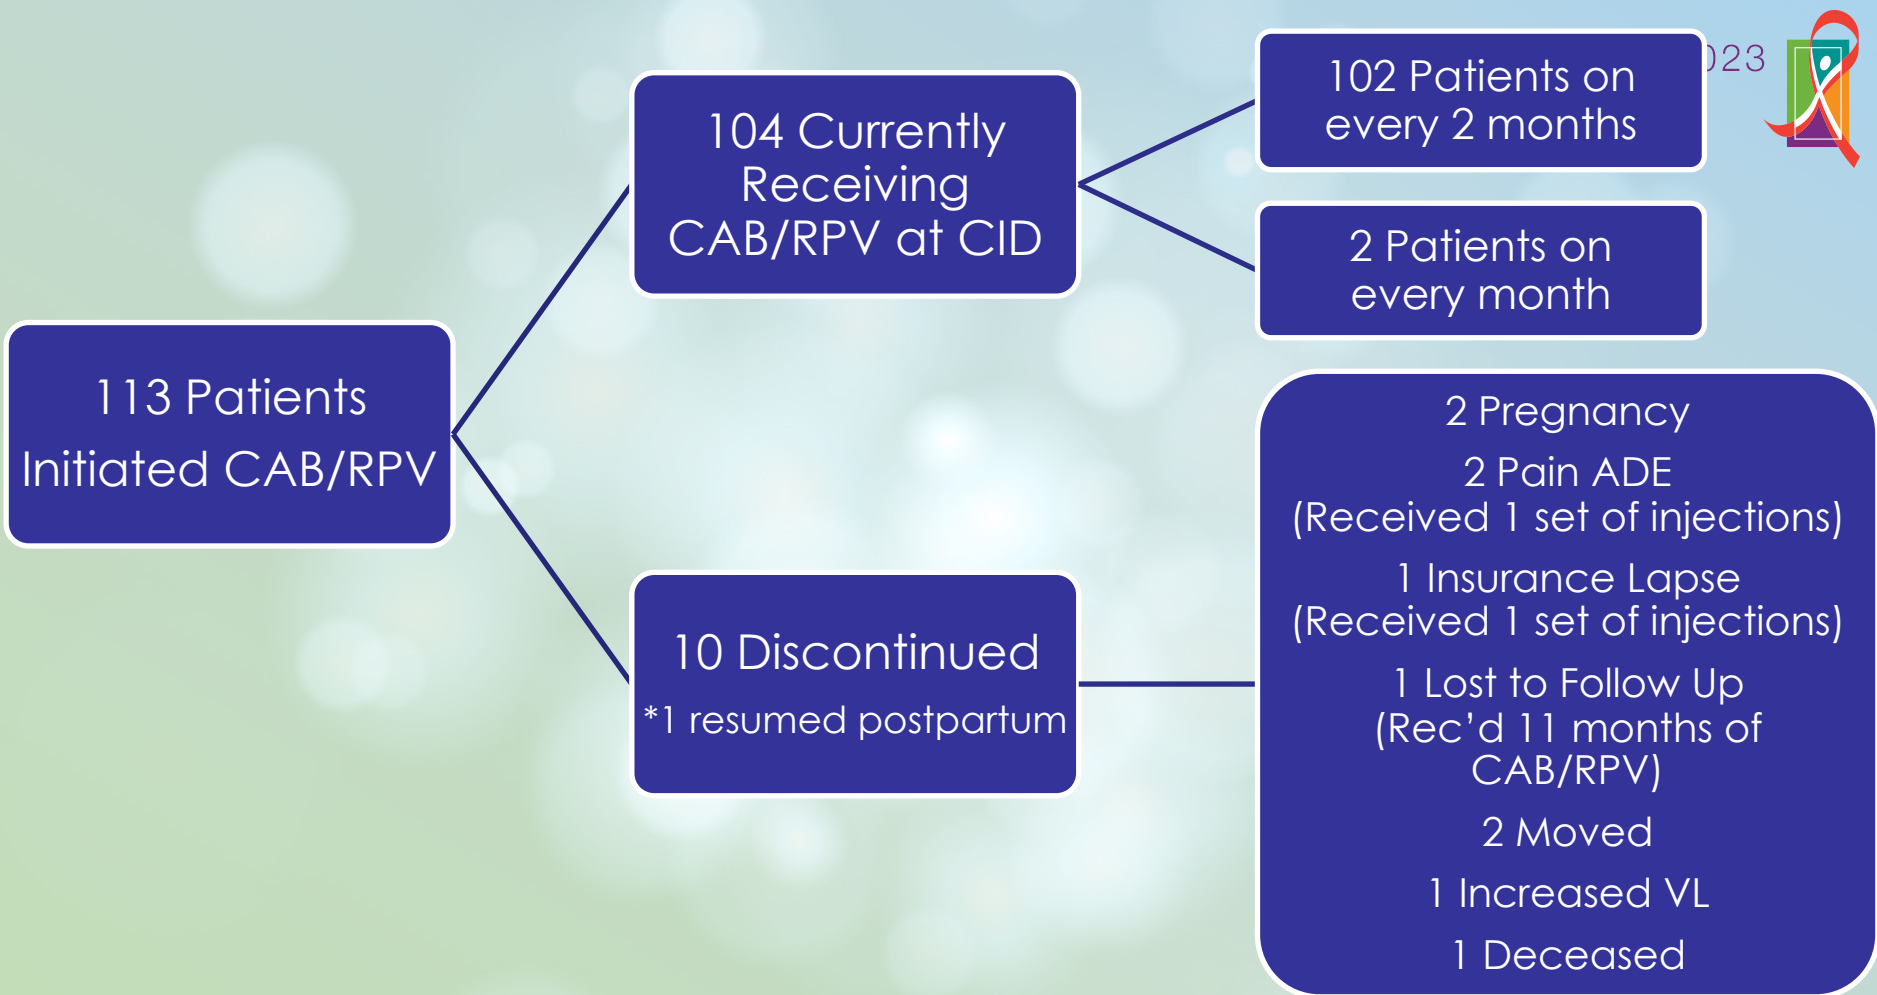 113 Patients
Initiated CAB/RPV
104 Currently
Receiving
CAB/RPV at CID
102 Patients on
every 2 months
023
2 Patients on
every month
10 Discontinued
*1 resumed postpartum
2 Pregnancy
2 Pain ADE
(Received 1 set of injections)
1 Insurance Lapse
(Received 1 set of injections)
1 Lost to Follow Up
(Rec’d 11 months of
CAB/RPV)
2 Moved
1 Increased VL
1 Deceased